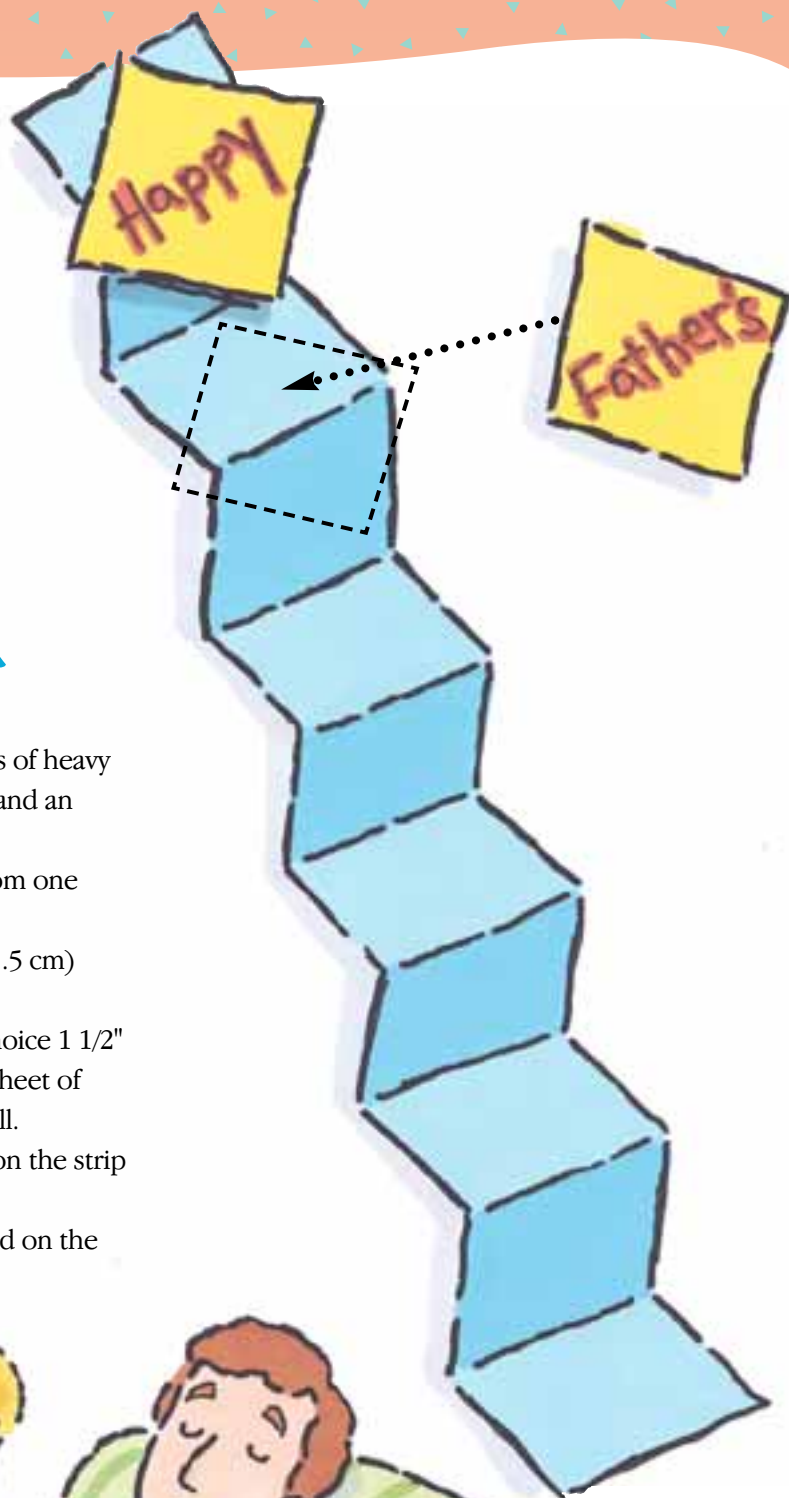 Happy
Father's
s of heavy
and an
om one
.5 cm)
oice 1 1/2"
heet of
ll.
on the strip
d on the